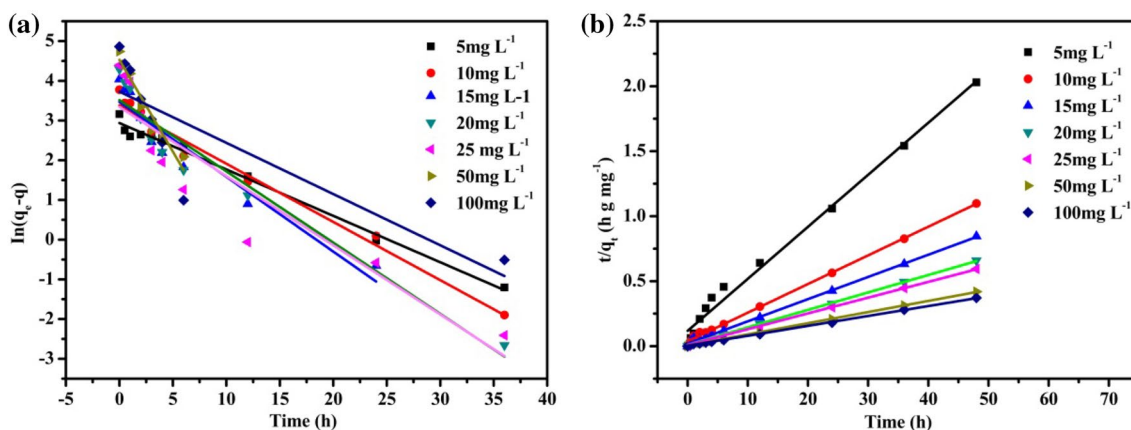 (a)
5mg L-1
10mg L-1
15mg L-1
20mg L-1
25 mg L-1
50mg L-1
100mg L-1
In(qe-q)
5
4
3
2
1
0
-1
-2
-3
-5 0 5 10 15 20 25 30 35 40
Time (h)
(b)
5mg L-1
10mg L-1
15mg L-1
20mg L-1
25mg L-1
50mg L-1
100mg L-1
t/qt (h g mg-1)
2.5
2.0
1.5
1.0
0.5
0.0
0 10 20 30 40 50 60 70
Time (h)